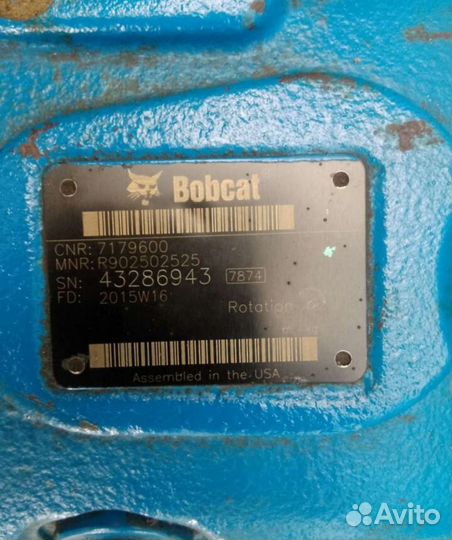 Bobcat
CNR: 7179600
MNR: R902502525
SN: 43286943 7874
FD: 2015W16
Rotation
Assembled in the USA
Avito